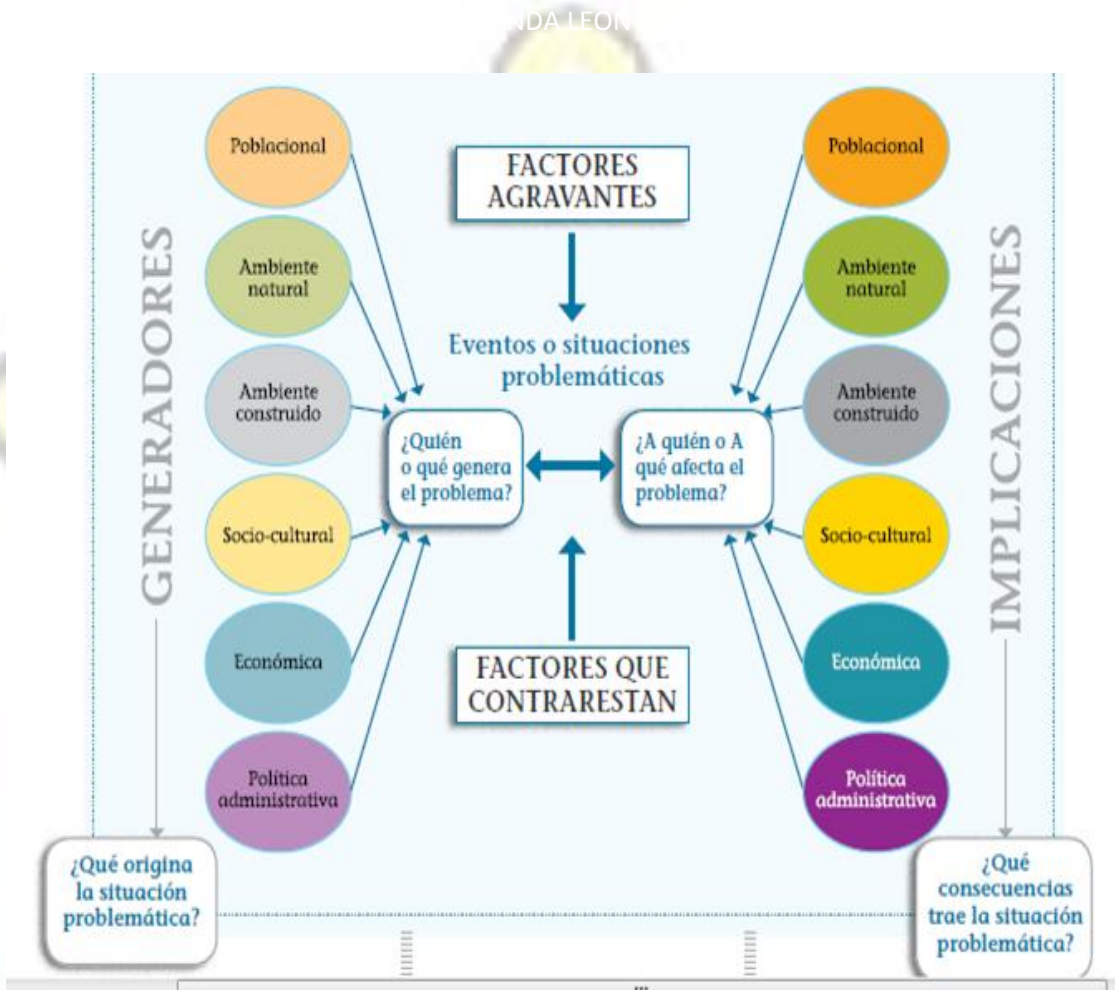 NDA LEON
Poblacional
Ambiente
natural
Ambiente
construido
Socio-cultural
Económica
Política
administrativa
GENERADORES
¿Qué origina
la situación
problemática?
FACTORES
AGRAVANTES
Eventos o situaciones
problemáticas
¿Quién
o qué genera
el problema?
¿A quién o A
qué afecta el
problema?
FACTORES QUE
CONTRARESTAN
Poblacional
Ambiente
natural
Ambiente
construido
Socio-cultural
Económica
Política
administrativa
IMPLICACIONES
¿Qué
consecuencias
trae la situación
problemática?